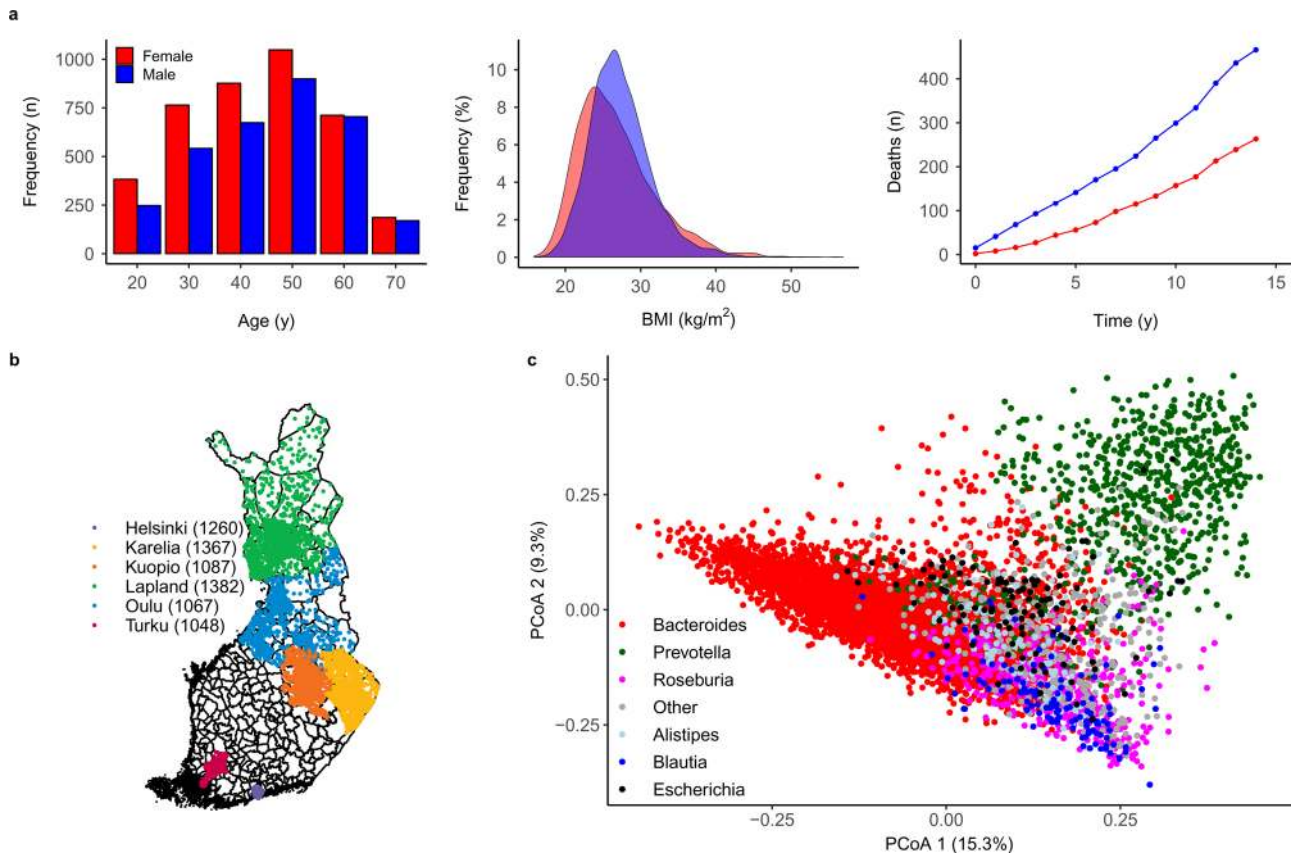 a
Female
Male
Frequency (n)
1000
750
500
250
0
20 30 40 50 60 70
Age (y)
Frequency (%)
10
8
6
4
2
0
20 30 40 50
BMI (kg/m²)
Deaths (n)
400
300
200
100
0
0 5 10 15
Time (y)
b
Helsinki (1260)
Karelia (1367)
Kuopio (1087)
Lapland (1382)
Oulu (1067)
Turku (1048)
c
PCoA 2 (9.3%)
0.50
0.25
0.00
−0.25
Bacteroides
Prevotella
Roseburia
Other
Alistipes
Blautia
Escherichia
−0.25 0.00 0.25
PCoA 1 (15.3%)